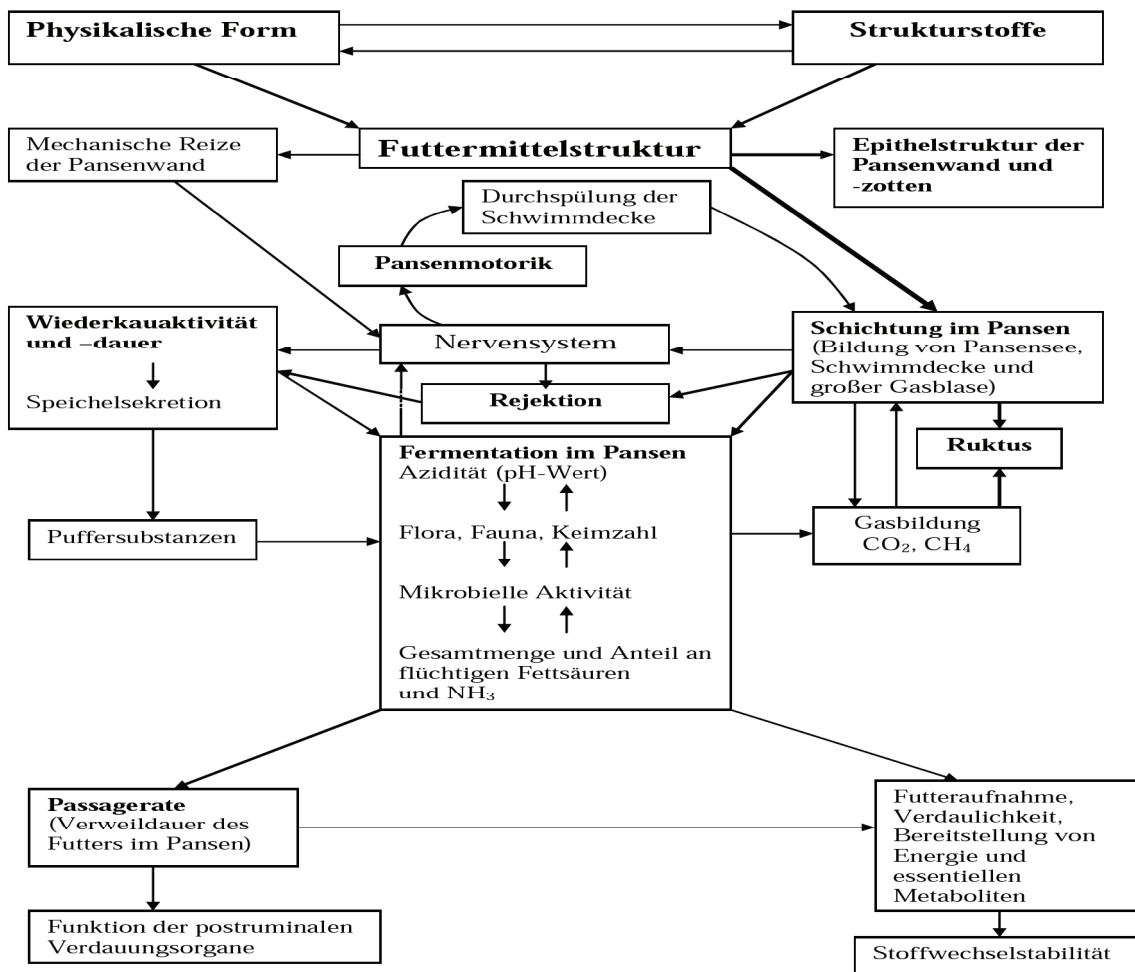 Physikalische Form
Strukturstoffe
Mechanische Reize
der Pansenwand
Futtermittelstruktur
Epithelstruktur der
Pansenwand und
-zotten
Durchspülung der
Schwimmdecke
Pansenmotorik
Wiederkauaktivität
und –dauer
Speichelsekretion
Nervensystem
Schichtung im Pansen
(Bildung von Pansensee,
Schwimmdecke und
großer Gasblase)
Rejektion
Ruktus
Fermentation im Pansen
Azidität (pH-Wert)
Flora, Fauna, Keimzahl
Mikrobielle Aktivität
Gesamtmenge und Anteil an
flüchtigen Fettsäuren
und NH₃
Puffersubstanzen
Gasbildung
CO₂, CH₄
Passagerate
(Verweildauer des
Futters im Pansen)
Futteraufnahme,
Verdaulichkeit,
Bereitstellung von
Energie und
essentiellen
Metaboliten
Funktion der postruminalen
Verdauungsorgane
Stoffwechselstabilität